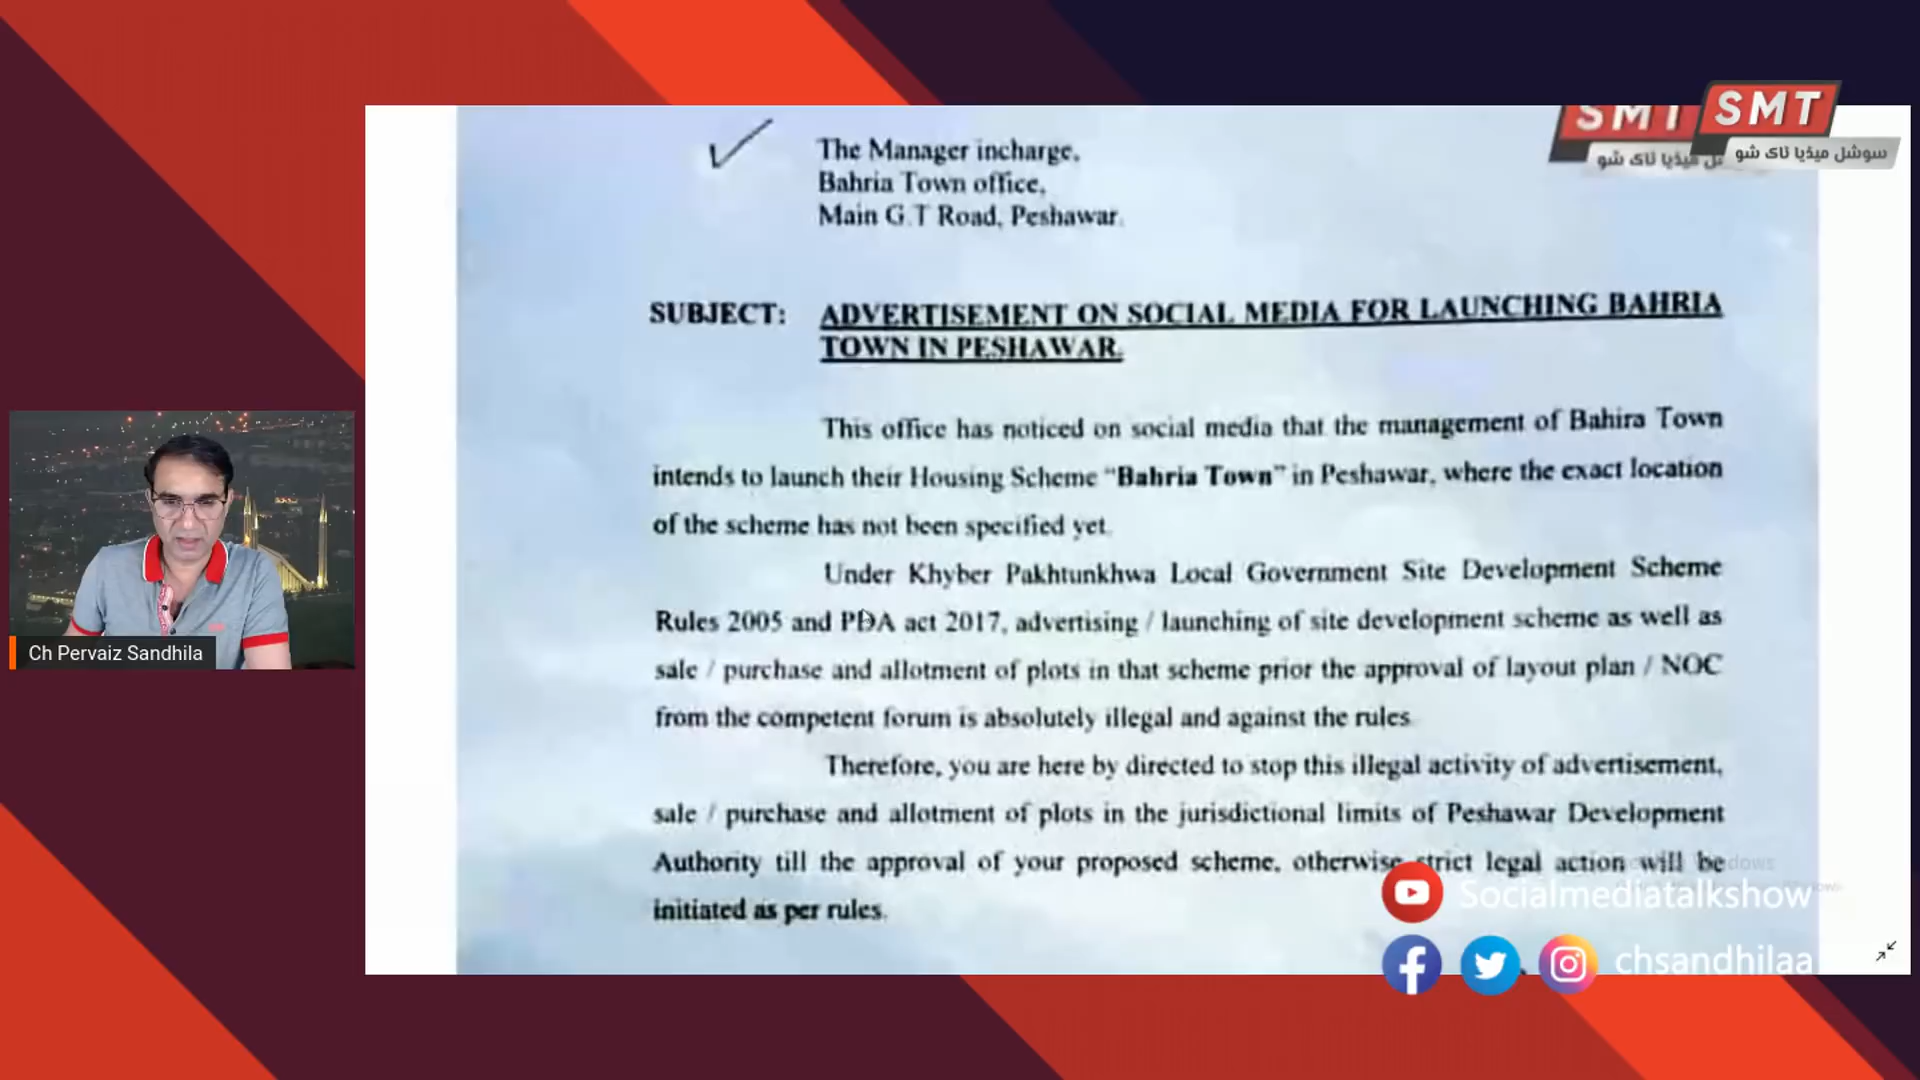 SMT
سوشل میڈیا ٹاک شو
SMT
The Manager incharge,
Bahria Town office,
Main G.T Road, Peshawar.
SUBJECT: ADVERTISEMENT ON SOCIAL MEDIA FOR LAUNCHING BAHRIA
TOWN IN PESHAWAR.
This office has noticed on social media that the management of Bahira Town
intends to launch their Housing Scheme “Bahria Town” in Peshawar, where the exact location
of the scheme has not been specified yet.
Under Khyber Pakhtunkhwa Local Government Site Development Scheme
Rules 2005 and PDA act 2017, advertising / launching of site development scheme as well as
sale / purchase and allotment of plots in that scheme prior the approval of layout plan / NOC
from the competent forum is absolutely illegal and against the rules.
Therefore, you are here by directed to stop this illegal activity of advertisement,
sale / purchase and allotment of plots in the jurisdictional limits of Peshawar Development
Authority till the approval of your proposed scheme, otherwise strict legal action will be
initiated as per rules.
Ch Pervaiz Sandhila
Socialmediatalkshow
chsandhilaa